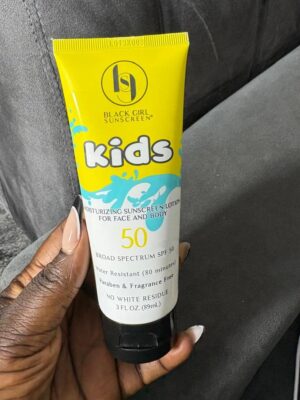 BLACK GIRL
SUNSCREEN®
Kids
MOISTURIZING SUNSCREEN LOTION
FOR FACE AND BODY
50
BROAD SPECTRUM SPF 50
Water Resistant (80 minutes)
Paraben & Fragrance Free
NO WHITE RESIDUE
3 FL OZ. (89mL)